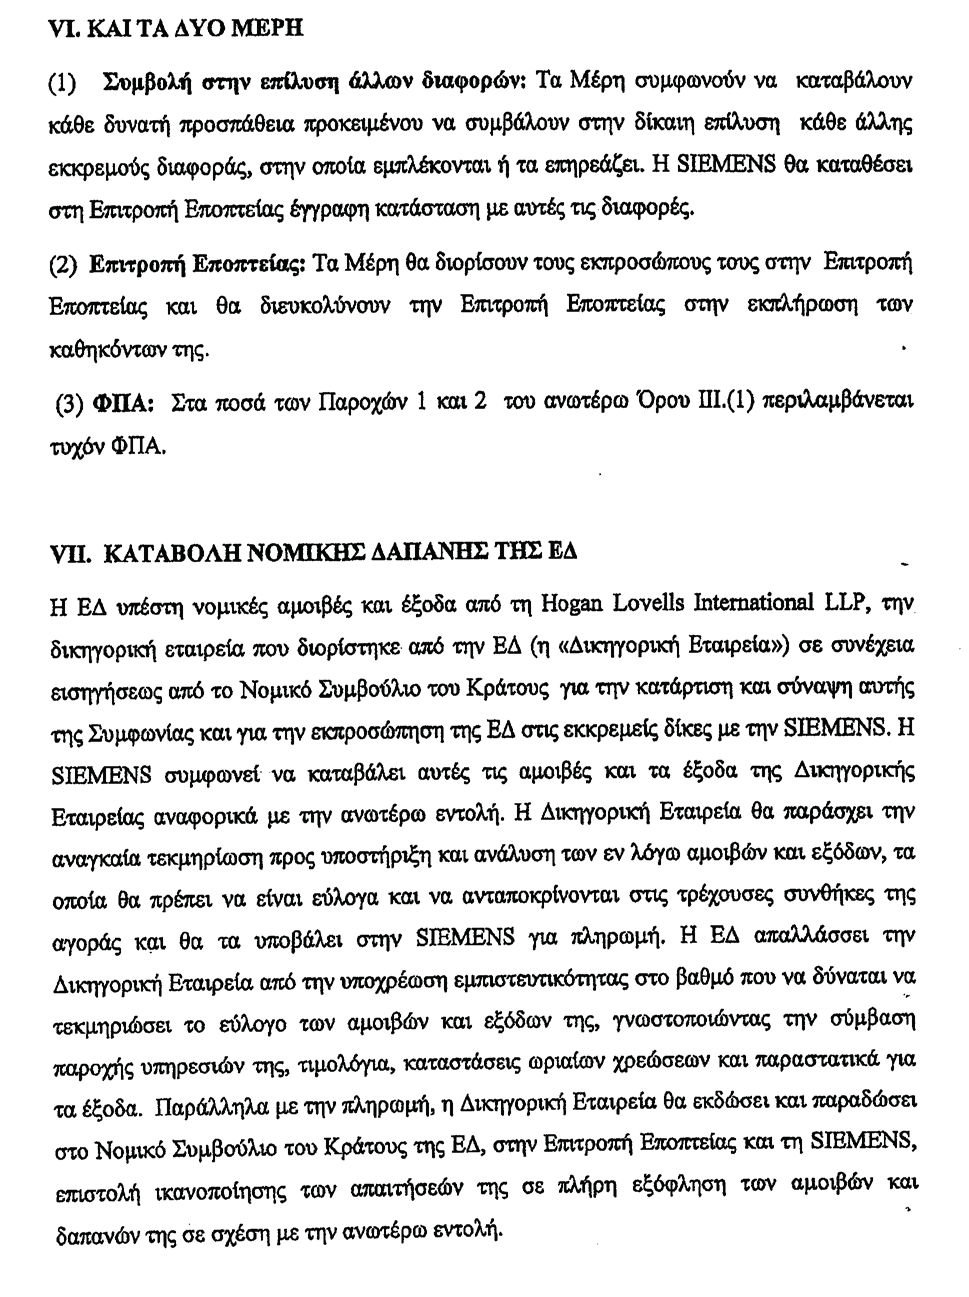 VI. ΚΑΙ ΤΑ ΔΥΟ ΜΕΡΗ
(1) Συμβολή στην επίλυση άλλων διαφορών: Τα Μέρη συμφωνούν να καταβάλουν
κάθε δυνατή προσπάθεια προκειμένου να συμβάλουν στην δίκαιη επίλυση κάθε άλλης
εκκρεμούς διαφοράς, στην οποία εμπλέκονται ή τα επηρεάζει. Η SIEMENS θα καταθέσει
στη Επιτροπή Εποπτείας έγγραφη κατάσταση με αυτές τις διαφορές.
(2) Επιτροπή Εποπτείας: Τα Μέρη θα διορίσουν τους εκπροσώπους τους στην Επιτροπή
Εποπτείας και θα διευκολύνουν την Επιτροπή Εποπτείας στην εκπλήρωση των
καθηκόντων της.
(3) ΦΠΑ: Στα ποσά των Παροχών 1 και 2 του ανωτέρω Όρου ΙΙΙ.(1) περιλαμβάνεται
τυχόν ΦΠΑ.
VII. ΚΑΤΑΒΟΛΗ ΝΟΜΙΚΗΣ ΔΑΠΑΝΗΣ ΤΗΣ ΕΔ
Η ΕΔ υπέστη νομικές αμοιβές και έξοδα από τη Hogan Lovells International LLP, την
δικηγορική εταιρεία που διορίστηκε από την ΕΔ (η «Δικηγορική Εταιρεία») σε συνέχεια
εισηγήσεως από το Νομικό Συμβούλιο του Κράτους για την κατάρτιση και σύναψη αυτής
της Συμφωνίας και για την εκπροσώπηση της ΕΔ στις εκκρεμείς δίκες με την SIEMENS. Η
SIEMENS συμφωνεί να καταβάλει αυτές τις αμοιβές και τα έξοδα της Δικηγορικής
Εταιρείας αναφορικά με την ανωτέρω εντολή. Η Δικηγορική Εταιρεία θα παράσχει την
αναγκαία τεκμηρίωση προς υποστήριξη και ανάλυση των εν λόγω αμοιβών και εξόδων, τα
οποία θα πρέπει να είναι εύλογα και να ανταποκρίνονται στις τρέχουσες συνθήκες της
αγοράς και θα τα υποβάλει στην SIEMENS για πληρωμή. Η ΕΔ απαλλάσσει την
Δικηγορική Εταιρεία από την υποχρέωση εμπιστευτικότητας στο βαθμό που να δύναται να
τεκμηριώσει το εύλογο των αμοιβών και εξόδων της, γνωστοποιώντας την σύμβαση
παροχής υπηρεσιών της, τιμολόγια, καταστάσεις ωριαίων χρεώσεων και παραστατικά για
τα έξοδα. Παράλληλα με την πληρωμή, η Δικηγορική Εταιρεία θα εκδώσει και παραδώσει
στο Νομικό Συμβούλιο του Κράτους της ΕΔ, στην Επιτροπή Εποπτείας και τη SIEMENS,
επιστολή ικανοποίησης των απαιτήσεών της σε πλήρη εξόφληση των αμοιβών και
δαπανών της σε σχέση με την ανωτέρω εντολή.